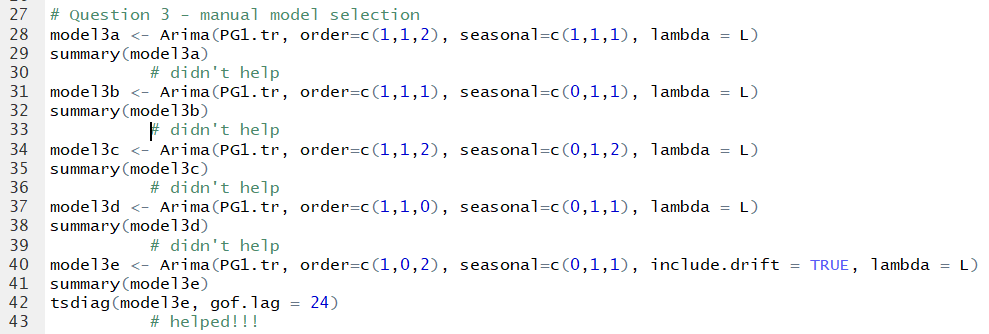 27 # Question 3 - manual model selection
28 model3a <- Arima(PG1.tr, order=c(1,1,2), seasonal=c(1,1,1), lambda = L)
29 summary(model3a)
30 # didn't help
31 model3b <- Arima(PG1.tr, order=c(1,1,1), seasonal=c(0,1,1), lambda = L)
32 summary(model3b)
33 # didn't help
34 model3c <- Arima(PG1.tr, order=c(1,1,2), seasonal=c(0,1,2), lambda = L)
35 summary(model3c)
36 # didn't help
37 model3d <- Arima(PG1.tr, order=c(1,1,0), seasonal=c(0,1,1), lambda = L)
38 summary(model3d)
39 # didn't help
40 model3e <- Arima(PG1.tr, order=c(1,0,2), seasonal=c(0,1,1), include.drift = TRUE, lambda = L)
41 summary(model3e)
42 tsdiag(model3e, gof.lag = 24)
43 # helped!!!